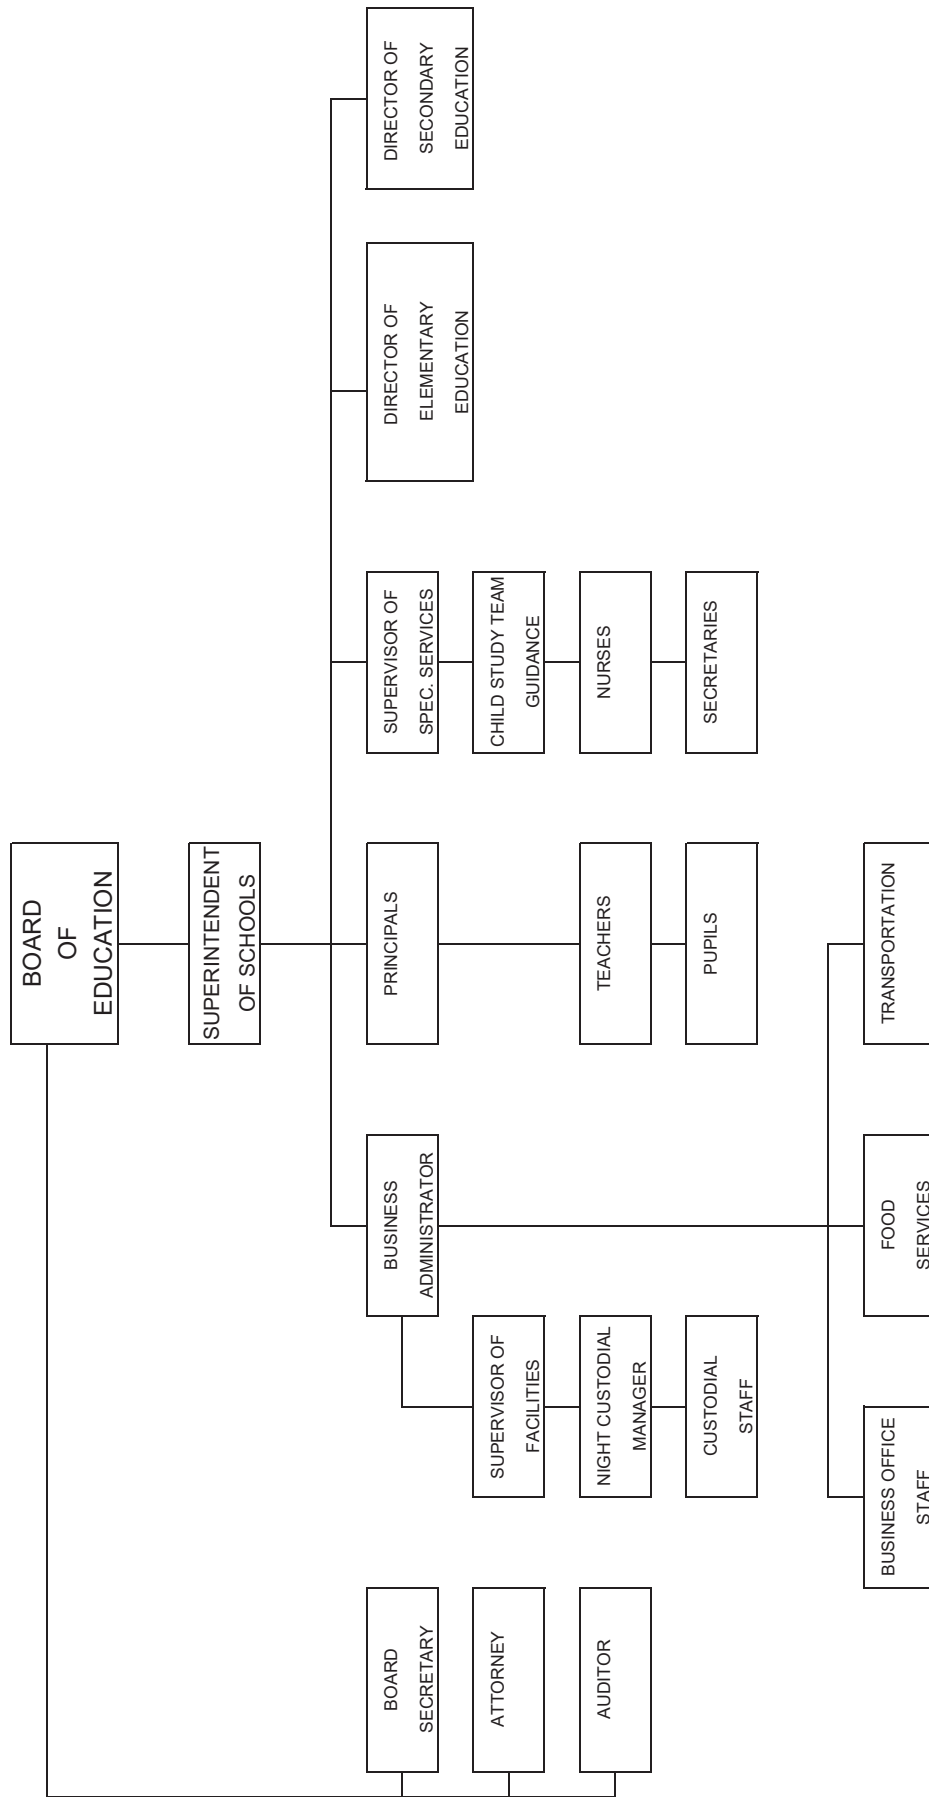 BOARD
OF
EDUCATION
SUPERINTENDENT
OF SCHOOLS
BOARD
SECRETARY
ATTORNEY
AUDITOR
BUSINESS
ADMINISTRATOR
SUPERVISOR OF
FACILITIES
NIGHT CUSTODIAL
MANAGER
CUSTODIAL
STAFF
BUSINESS OFFICE
STAFF
FOOD
SERVICES
TRANSPORTATION
PRINCIPALS
TEACHERS
PUPILS
SUPERVISOR OF
SPEC. SERVICES
CHILD STUDY TEAM
GUIDANCE
NURSES
SECRETARIES
DIRECTOR OF
ELEMENTARY
EDUCATION
DIRECTOR OF
SECONDARY
EDUCATION